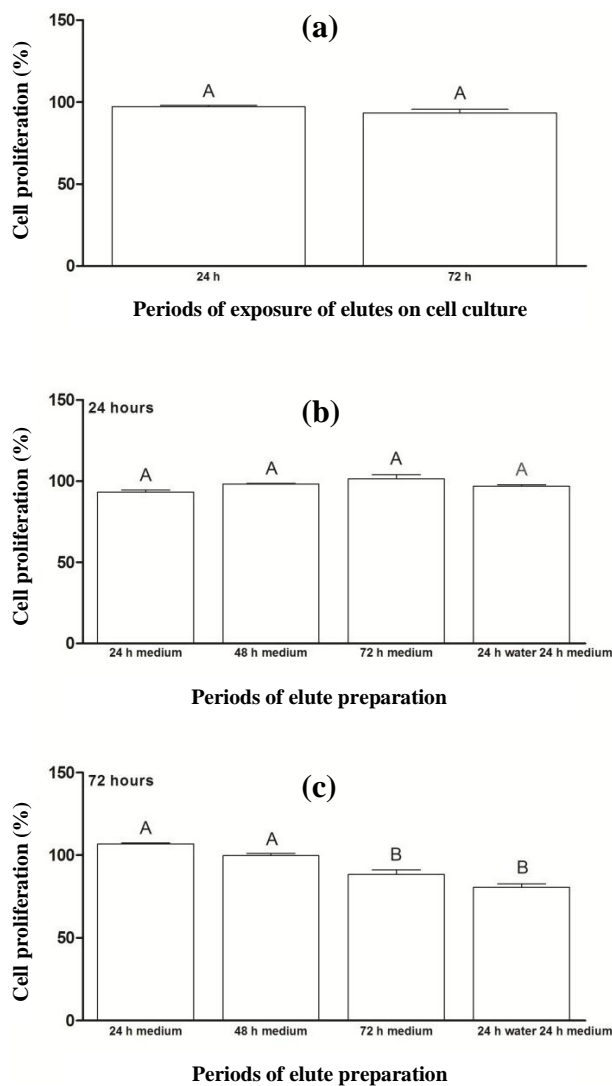 (a)
Cell proliferation (%)
150
100
50
0
A
A
24 h
72 h
Periods of exposure of elutes on cell culture
(b)
24 hours
Cell proliferation (%)
150
100
50
0
A
A
A
A
24 h medium
48 h medium
72 h medium
24 h water 24 h medium
Periods of elute preparation
(c)
72 hours
Cell proliferation (%)
150
100
50
0
A
A
B
B
24 h medium
48 h medium
72 h medium
24 h water 24 h medium
Periods of elute preparation